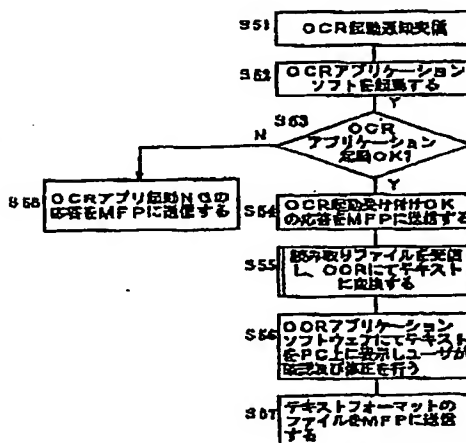 S51
OCR起動通知受信
S52
OCRアプリケーション
ソフトを起動する
Y
S53
OCR
アプリケーション
起動OK?
N
Y
OCRアプリ起動NGの
応答をMFPに送信する
S54
OCR起動受け付けOK
の応答をMFPに送信する
S55
読み取りファイルを受信
し、OCRにてテキスト
に変換する
S56
OCRアプリケーション
ソフトウェアにてテキスト
をPC上に表示しユーザが
確認及び修正を行う
S57
テキストフォーマットの
ファイルをMFPに送信
する